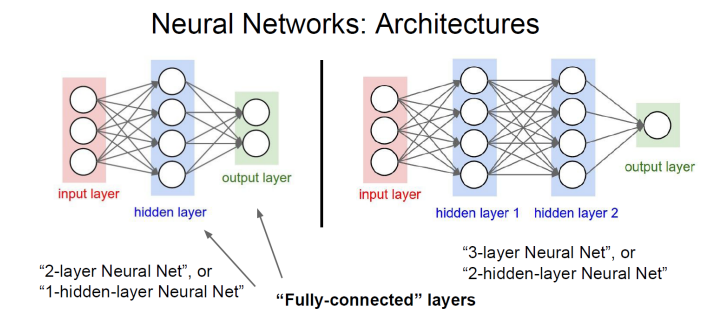 Neural Networks: Architectures
input layer
hidden layer
output layer
"2-layer Neural Net", or
"1-hidden-layer Neural Net"
"Fully-connected" layers
input layer
hidden layer 1
hidden layer 2
output layer
"3-layer Neural Net", or
"2-hidden-layer Neural Net"